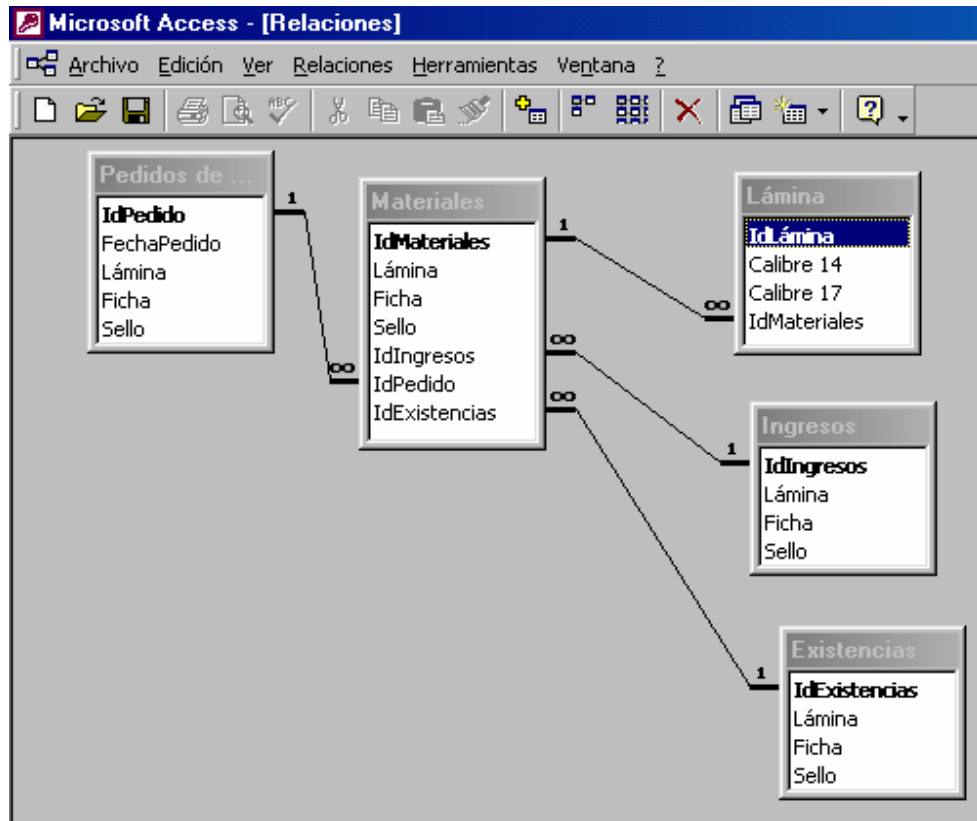 Microsoft Access - [Relaciones]
Archivo Edición Ver Relaciones Herramientas Ventana ?
ABC
Pedidos de ...
IdPedido
FechaPedido
Lámina
Ficha
Sello
1
∞
Materiales
IdMateriales
Lámina
Ficha
Sello
IdIngresos
IdPedido
IdExistencias
1
∞
∞
∞
Lámina
IdLámina
Calibre 14
Calibre 17
IdMateriales
1
Ingresos
IdIngresos
Lámina
Ficha
Sello
1
Existencias
IdExistencias
Lámina
Ficha
Sello